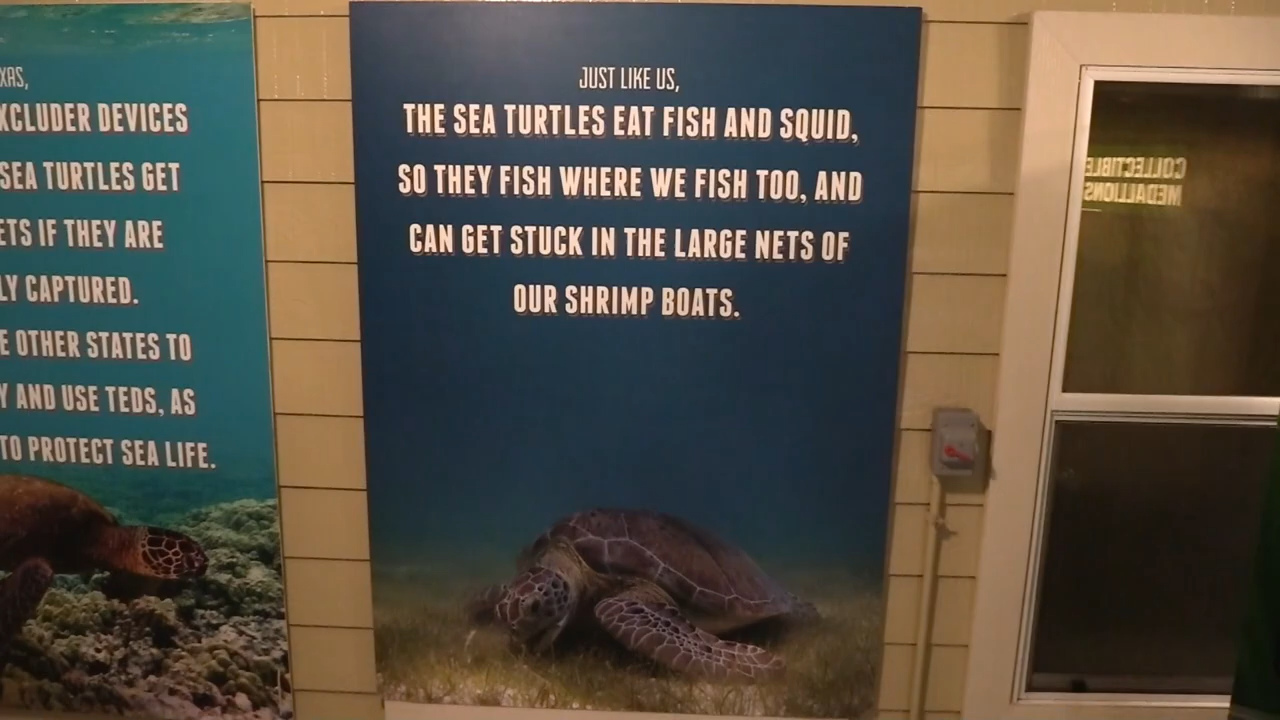 XAS,
XCLUDER DEVICES
SEA TURTLES GET
ETS IF THEY ARE
LY CAPTURED.
E OTHER STATES TO
Y AND USE TEDS, AS
TO PROTECT SEA LIFE.
JUST LIKE US,
THE SEA TURTLES EAT FISH AND SQUID,
SO THEY FISH WHERE WE FISH TOO, AND
CAN GET STUCK IN THE LARGE NETS OF
OUR SHRIMP BOATS.
COLLECTIBLE
MEDALLIONS